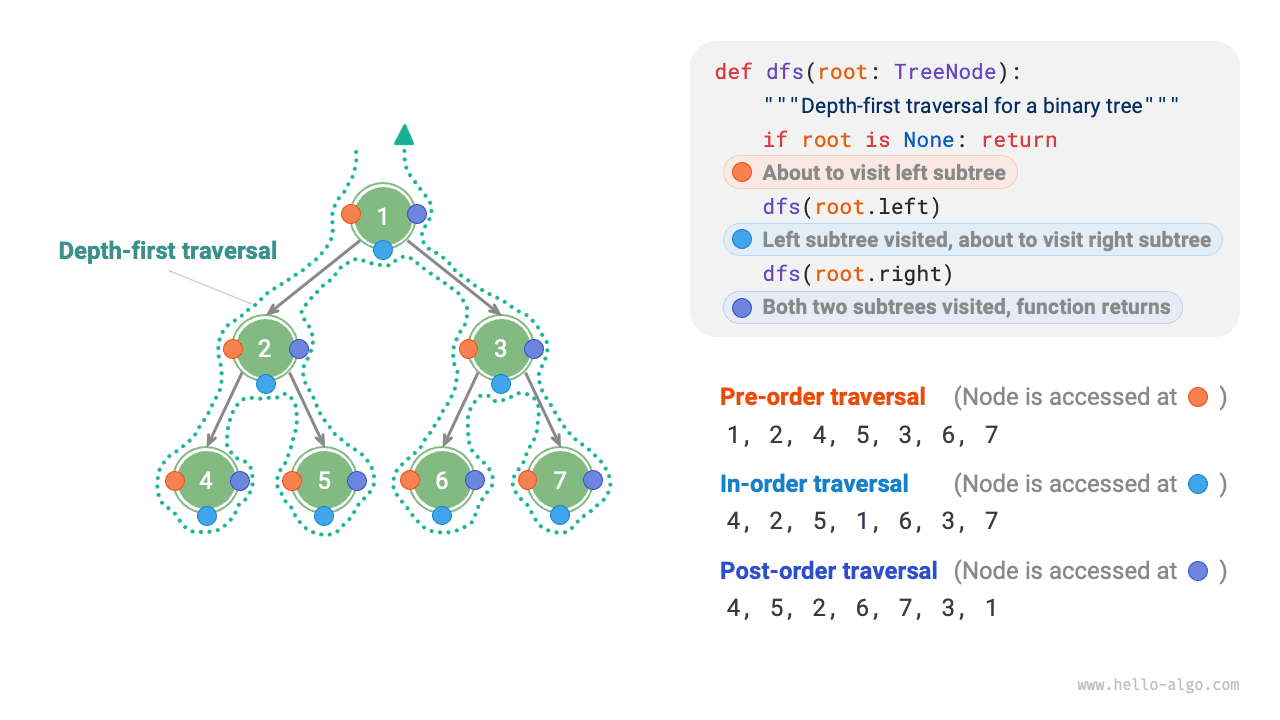 Depth-first traversal
1
2
3
4
5
6
7
def dfs(root: TreeNode):
"""Depth-first traversal for a binary tree"""
if root is None: return
About to visit left subtree
dfs(root.left)
Left subtree visited, about to visit right subtree
dfs(root.right)
Both two subtrees visited, function returns
Pre-order traversal (Node is accessed at )
1, 2, 4, 5, 3, 6, 7
In-order traversal (Node is accessed at )
4, 2, 5, 1, 6, 3, 7
Post-order traversal (Node is accessed at )
4, 5, 2, 6, 7, 3, 1
www.hello-algo.com